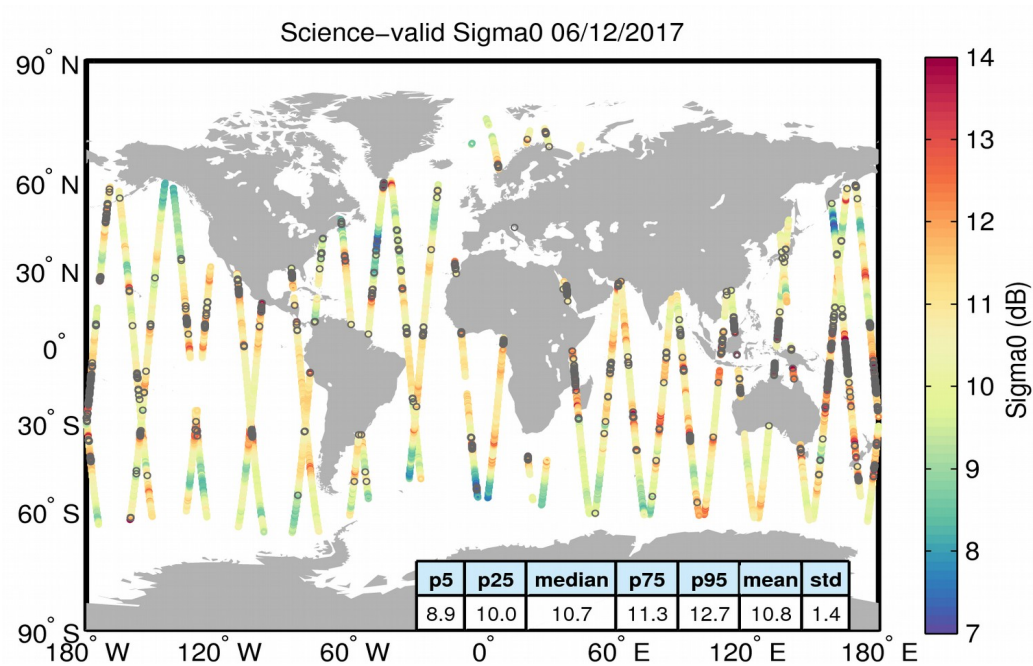 Science−valid Sigma0 06/12/2017
90° N
60° N
30° N
0°
30° S
60° S
90° S
180° W 120° W 60° W 0° 60° E 120° E 180° E
14
13
12
11
10
9
8
7
Sigma0 (dB)
p5 p25 median p75 p95 mean std
8.9 10.0 10.7 11.3 12.7 10.8 1.4